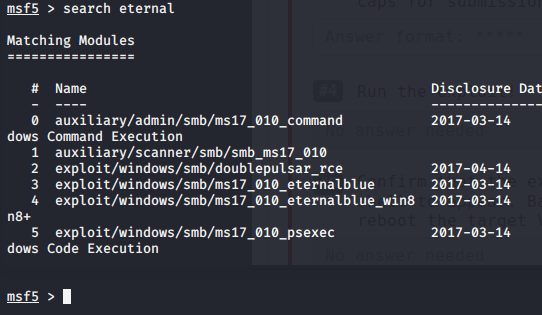 msf5 > search eternal
caps for submission
Answer format: *****
Matching Modules
================
#4 Run the
# Name Disclosure Dat
- ---- --------------
No answer needed
0 auxiliary/admin/smb/ms17_010_command 2017-03-14
dows Command Execution
1 auxiliary/scanner/smb/smb_ms17_010
2 exploit/windows/smb/doublepulsar_rce 2017-04-14
3 exploit/windows/smb/ms17_010_eternalblue 2017-03-14
4 exploit/windows/smb/ms17_010_eternalblue_win8 2017-03-14
n8+
reboot the target
5 exploit/windows/smb/ms17_010_psexec 2017-03-14
dows Code Execution
No answer needed
msf5 >